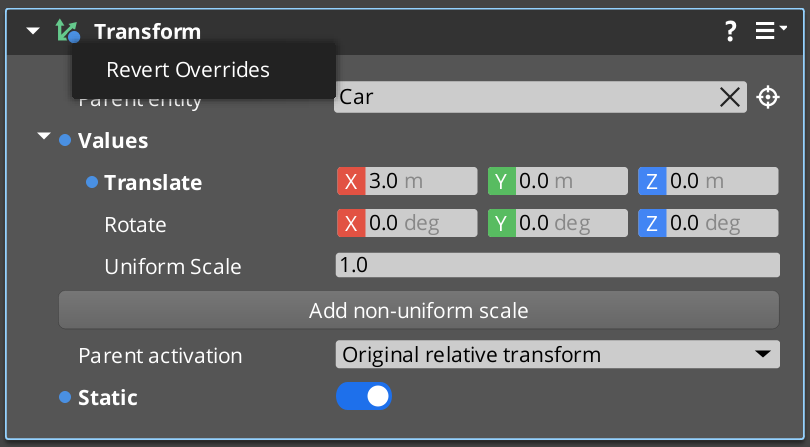 Transform ?
Revert Overrides
Parent entity Car
Values
Translate X 3.0 m Y 0.0 m Z 0.0 m
Rotate X 0.0 deg Y 0.0 deg Z 0.0 deg
Uniform Scale 1.0
Add non-uniform scale
Parent activation Original relative transform
Static